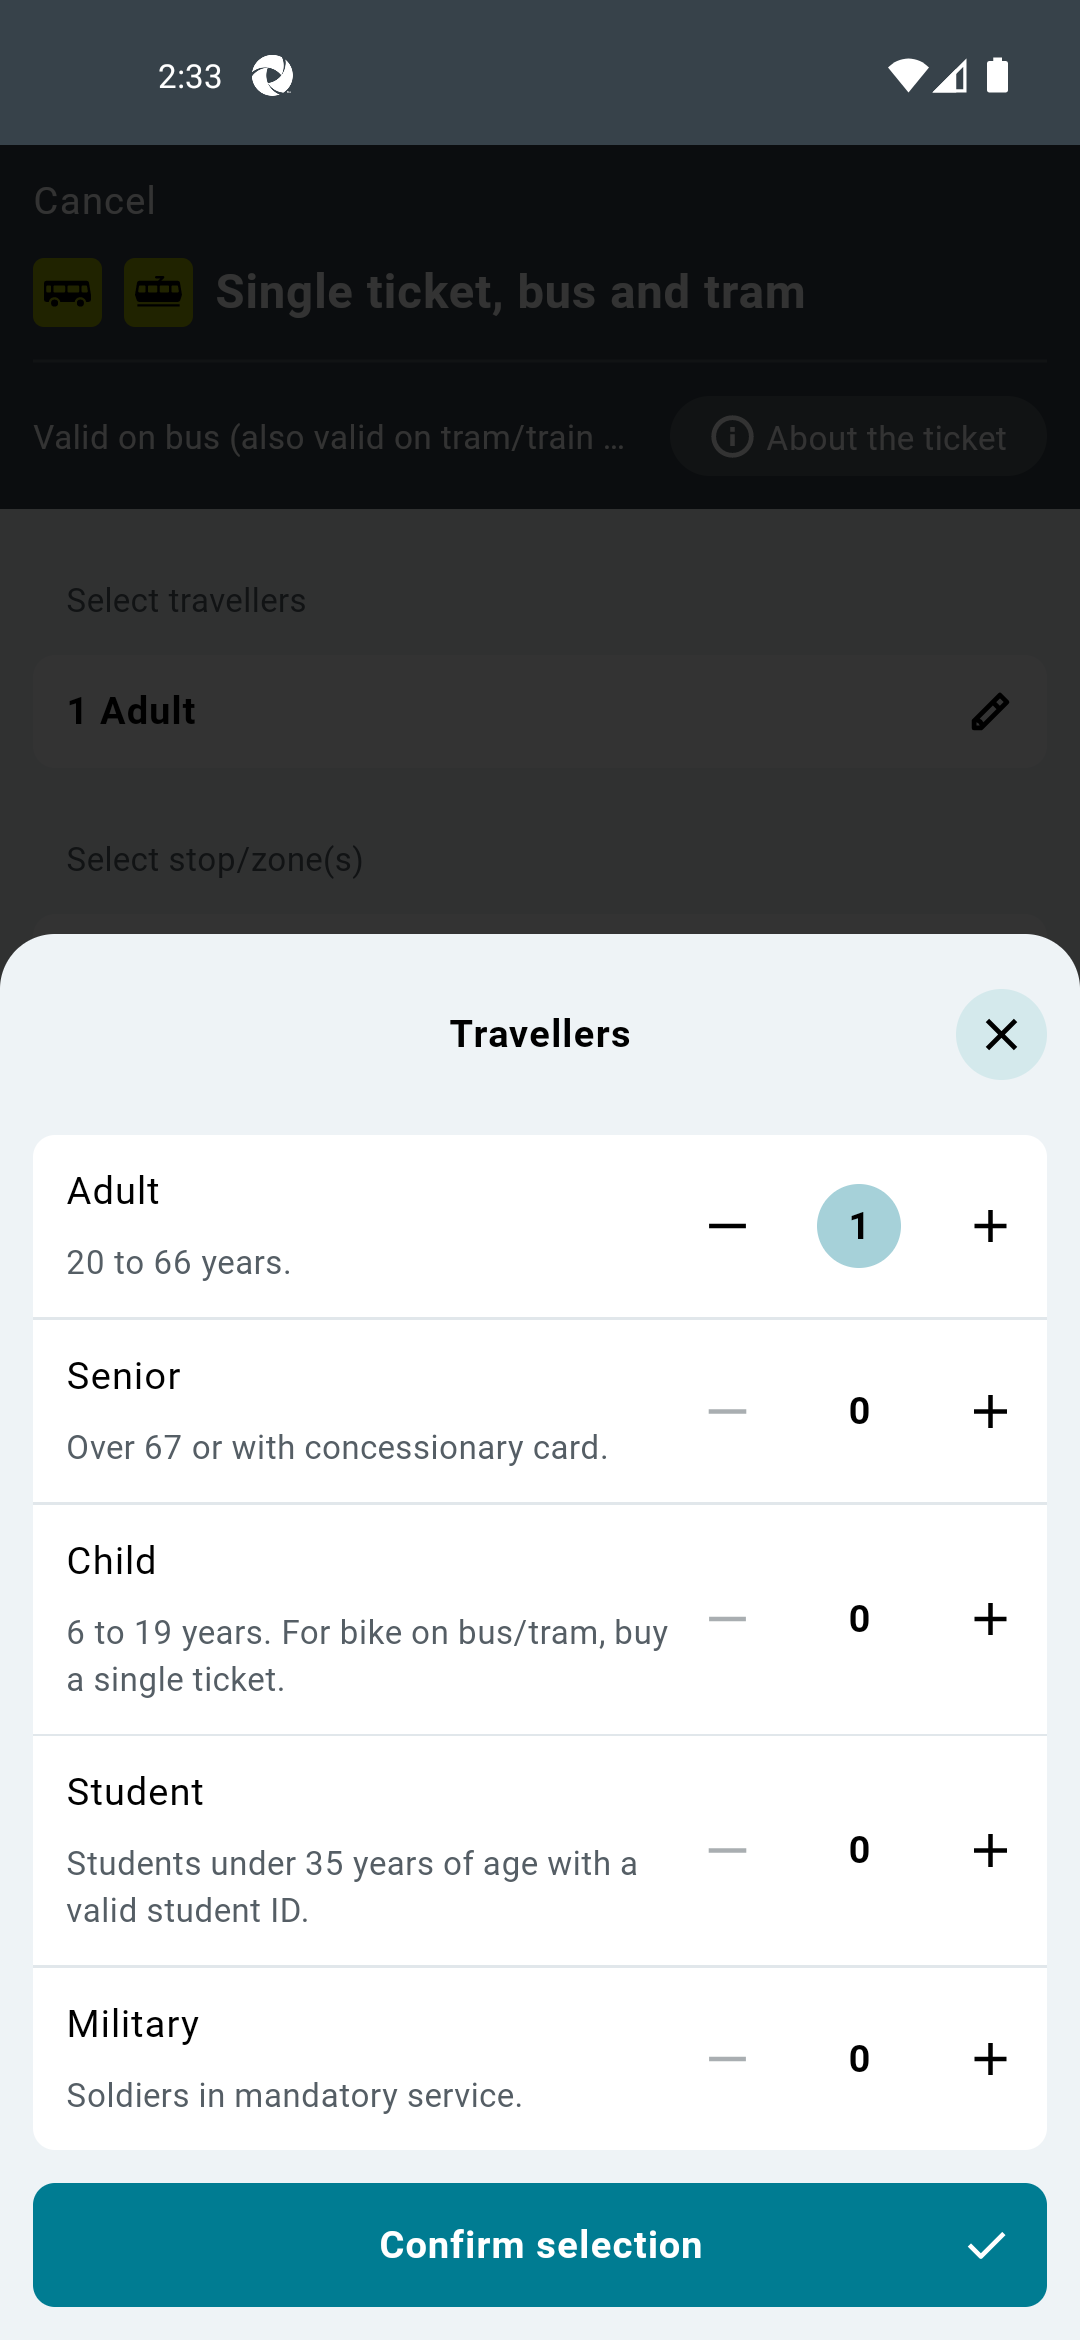 2:33
Cancel
Single ticket, bus and tram
Valid on bus (also valid on tram/train ...
About the ticket
Select travellers
1 Adult
Select stop/zone(s)
Travellers
Adult
1
20 to 66 years.
Senior
0
Over 67 or with concessionary card.
Child
6 to 19 years. For bike on bus/tram, buy
0
a single ticket.
Student
Students under 35 years of age with a
0
valid student ID.
Military
0
Soldiers in mandatory service.
Confirm selection